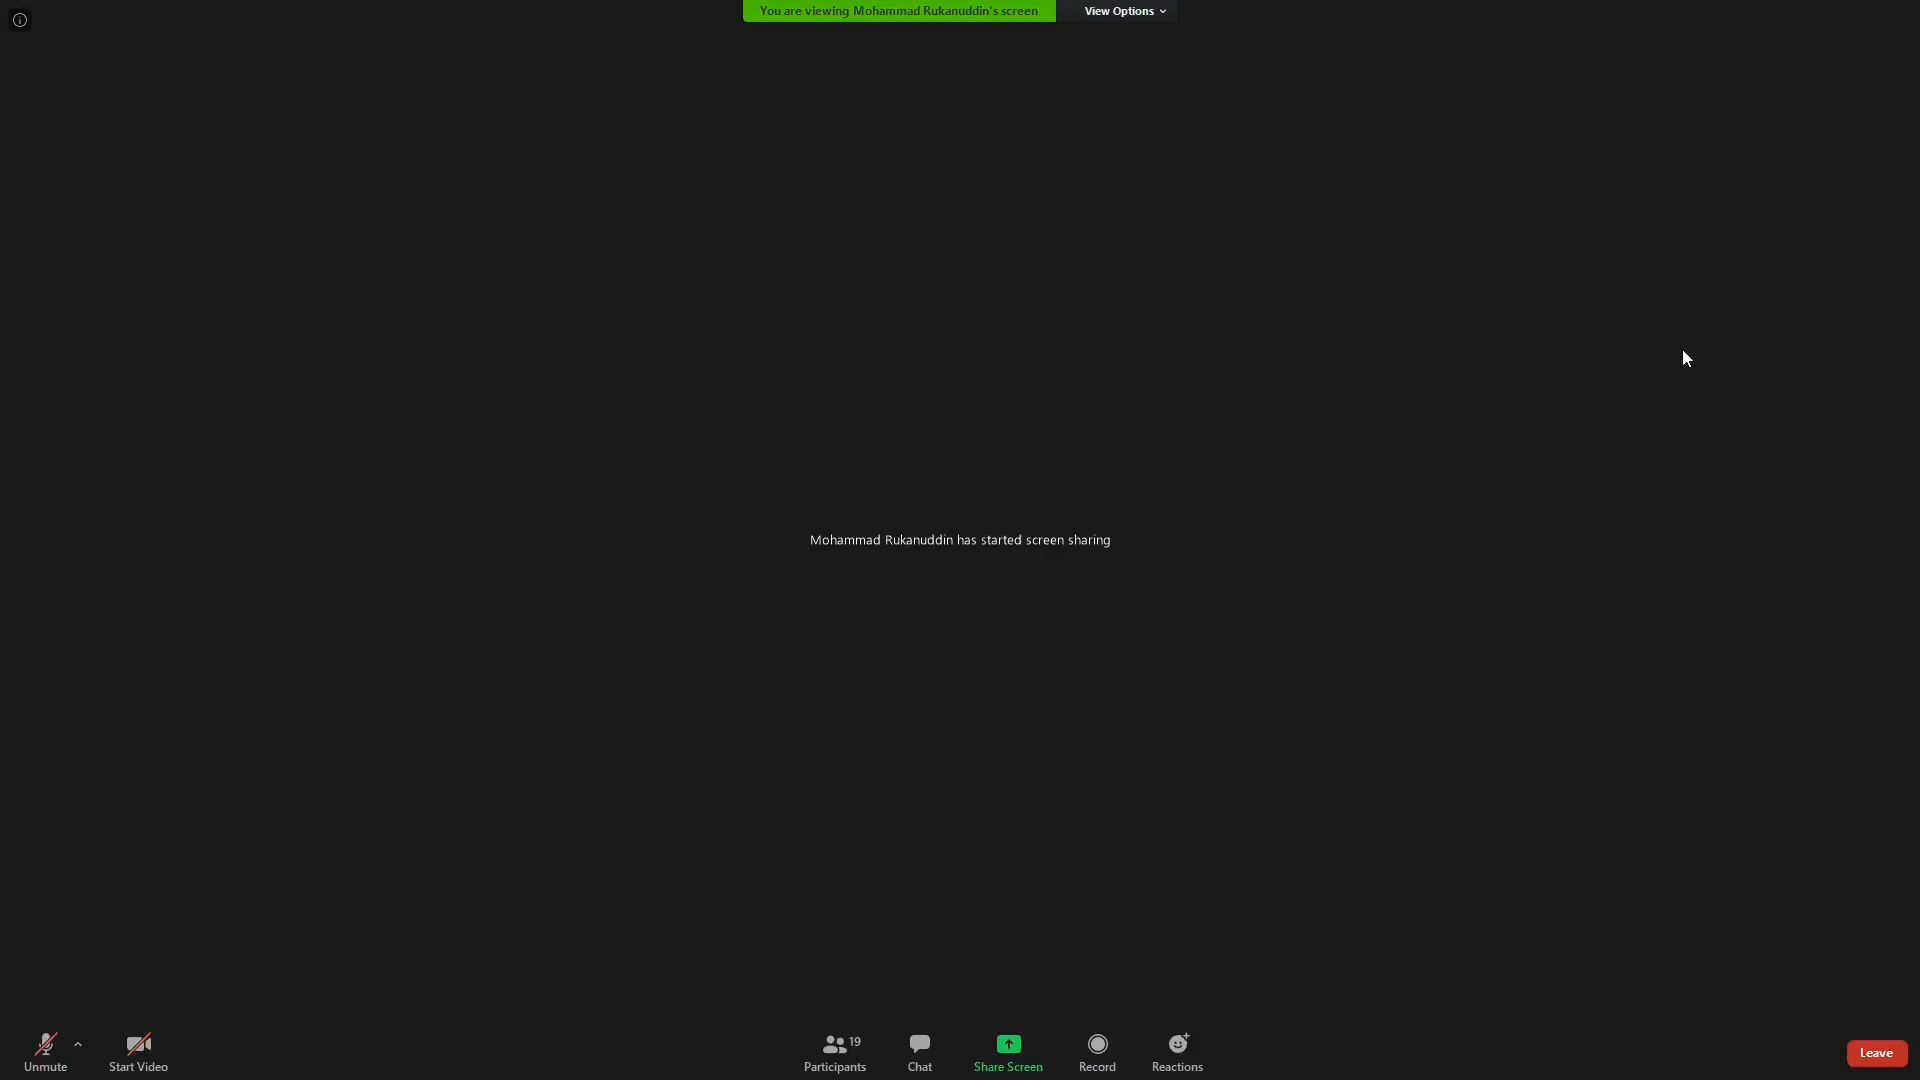 You are viewing Mohammad Rukanuddin's screen
View Options
Mohammad Rukanuddin has started screen sharing
Unmute
Start Video
19
Participants
Chat
Share Screen
Record
Reactions
Leave